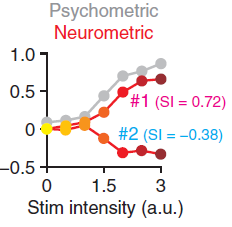 Psychometric
Neurometric
1.0
0.5
#1 (SI = 0.72)
0
#2 (SI = −0.38)
−0.5
0 1.5 3
Stim intensity (a.u.)